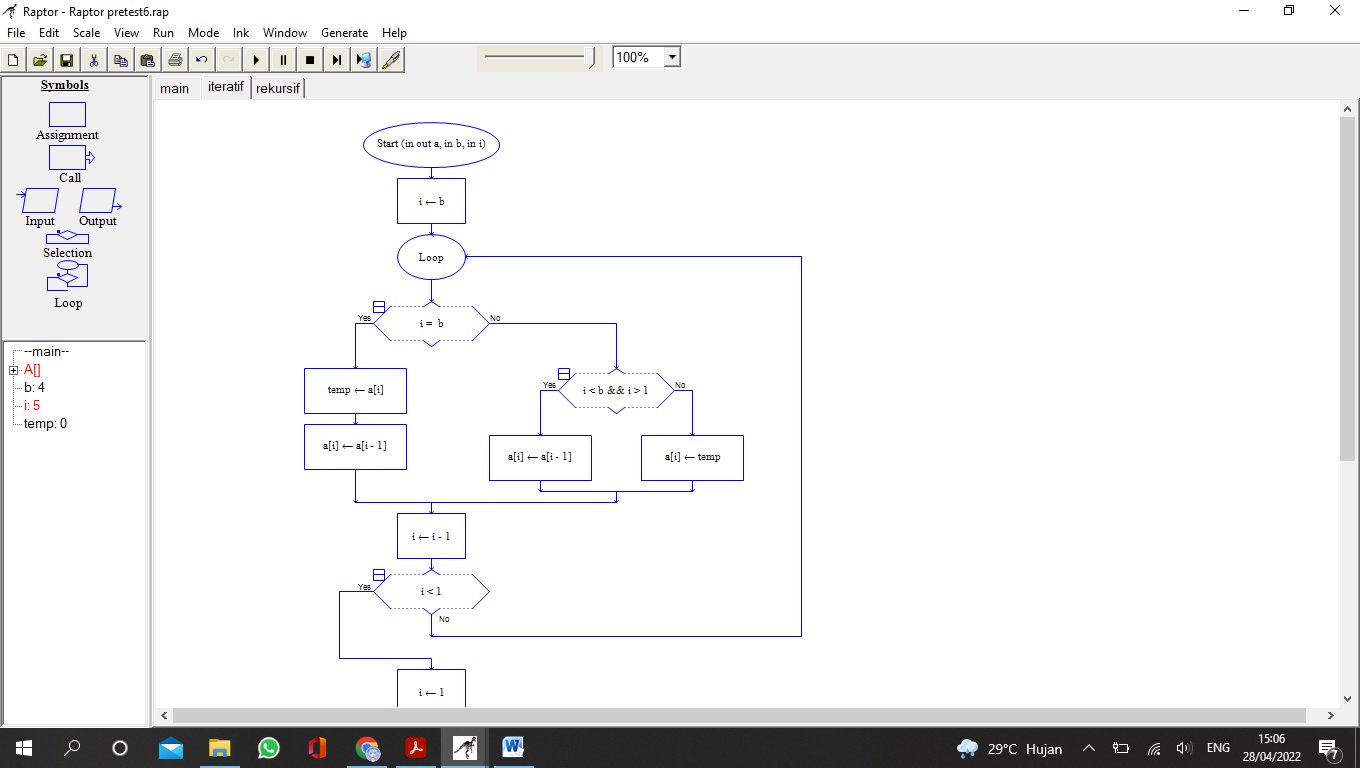 Raptor - Raptor pretest6.rap
File Edit Scale View Run Mode Ink Window Generate Help
100%
Symbols
Assignment
Call
Input Output
Selection
Loop
--main--
A[]
b: 4
i: 5
temp: 0
main iteratif rekursif
Start (in out a, in b, in i)
i ← b
Loop
Yes i = b No
temp ← a[i]
a[i] ← a[i - 1]
Yes i < b && i > 1 No
a[i] ← a[i - 1] a[i] ← temp
i ← i - 1
Yes i < 1
No
i ← 1
29°C Hujan
ENG
15:06
28/04/2022
7